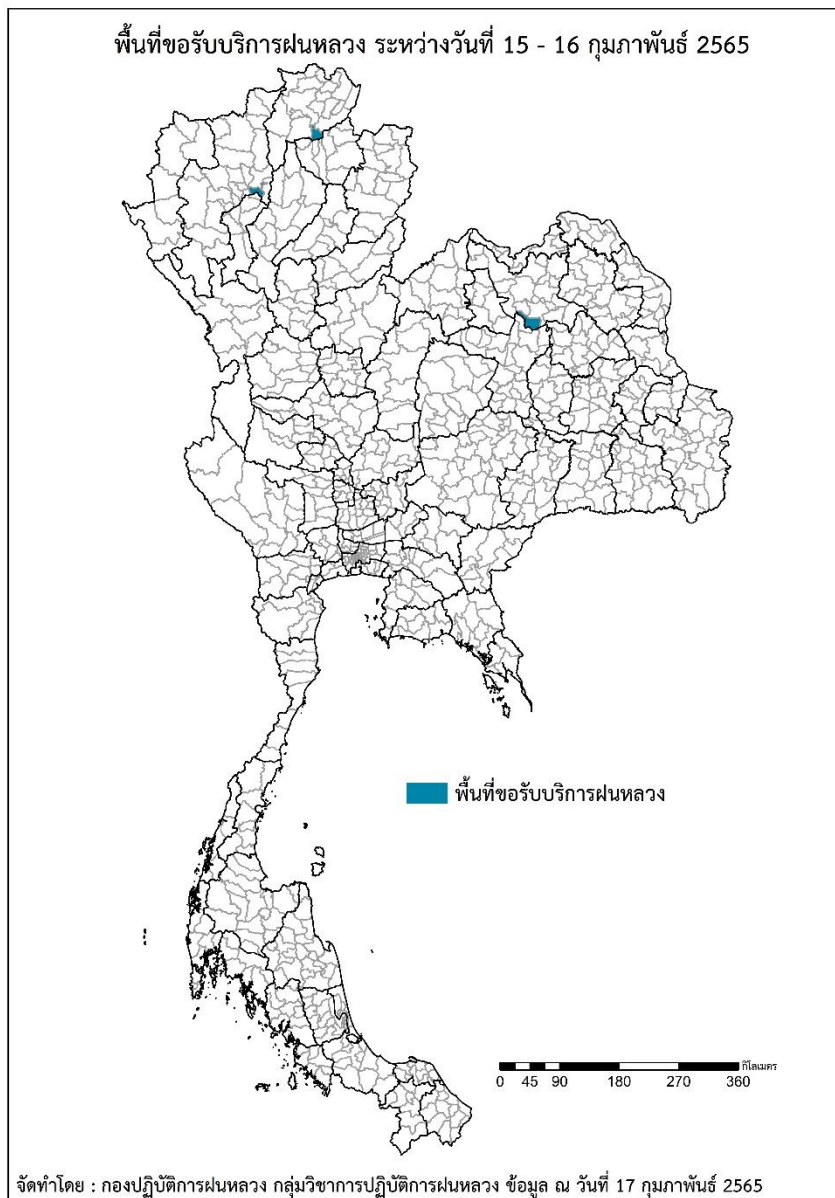 พื้นที่ขอรับบริการฝนหลวง ระหว่างวันที่ 15 - 16 กุมภาพันธ์ 2565
พื้นที่ขอรับบริการฝนหลวง
กิโลเมตร
0 45 90 180 270 360
จัดทำโดย : กองปฏิบัติการฝนหลวง กลุ่มวิชาการปฏิบัติการฝนหลวง ข้อมูล ณ วันที่ 17 กุมภาพันธ์ 2565